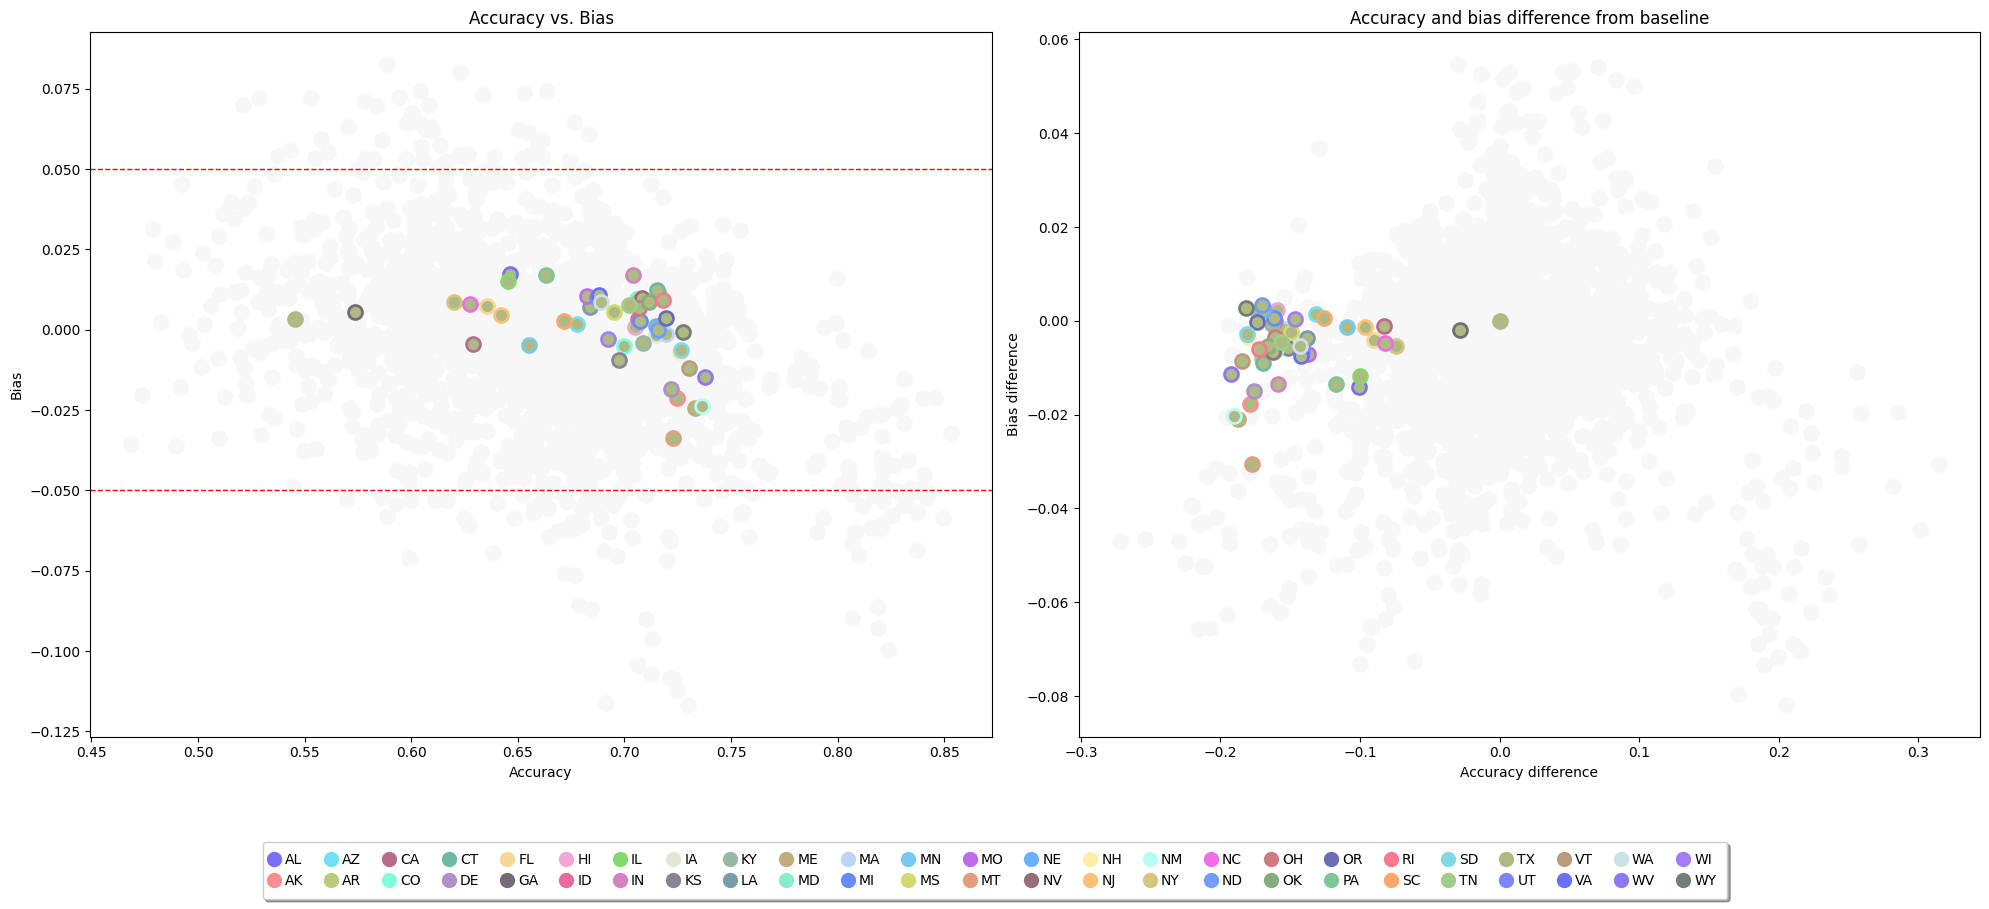 Accuracy vs. Bias
Accuracy and bias difference from baseline
0.075
0.050
0.025
0.000
−0.025
−0.050
−0.075
−0.100
−0.125
Bias
0.45 0.50 0.55 0.60 0.65 0.70 0.75 0.80 0.85
Accuracy
0.06
0.04
0.02
0.00
−0.02
−0.04
−0.06
−0.08
Bias difference
−0.3 −0.2 −0.1 0.0 0.1 0.2 0.3
Accuracy difference
AL AZ CA CT FL HI IL IA KY ME MA MN MO NE NH NM NC OH OR RI SD TX VT WA WI
AK AR CO DE GA ID IN KS LA MD MI MS MT NV NJ NY ND OK PA SC TN UT VA WV WY